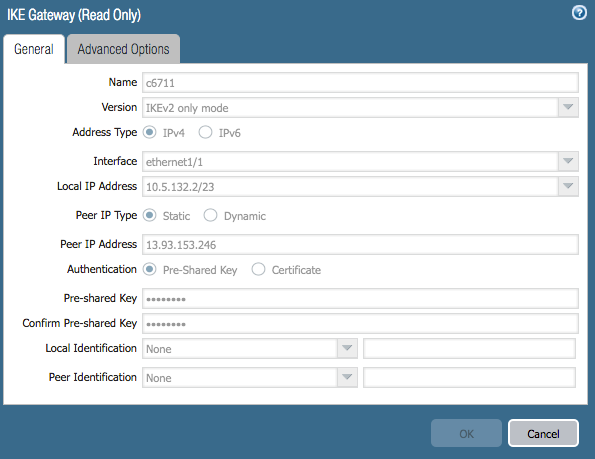 IKE Gateway (Read Only)
?
General Advanced Options
Name c6711
Version IKEv2 only mode
Address Type IPv4 IPv6
Interface ethernet1/1
Local IP Address 10.5.132.2/23
Peer IP Type Static Dynamic
Peer IP Address 13.93.153.246
Authentication Pre-Shared Key Certificate
Pre-shared Key ••••••••
Confirm Pre-shared Key ••••••••
Local Identification None
Peer Identification None
OK Cancel